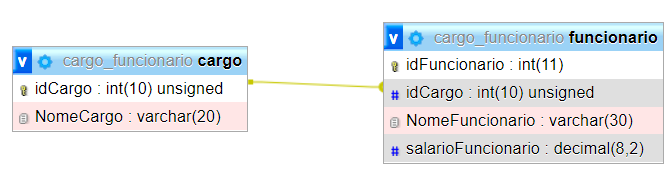 v cargo_funcionario cargo
idCargo : int(10) unsigned
NomeCargo : varchar(20)
v cargo_funcionario funcionario
idFuncionario : int(11)
# idCargo : int(10) unsigned
NomeFuncionario : varchar(30)
# salarioFuncionario : decimal(8,2)